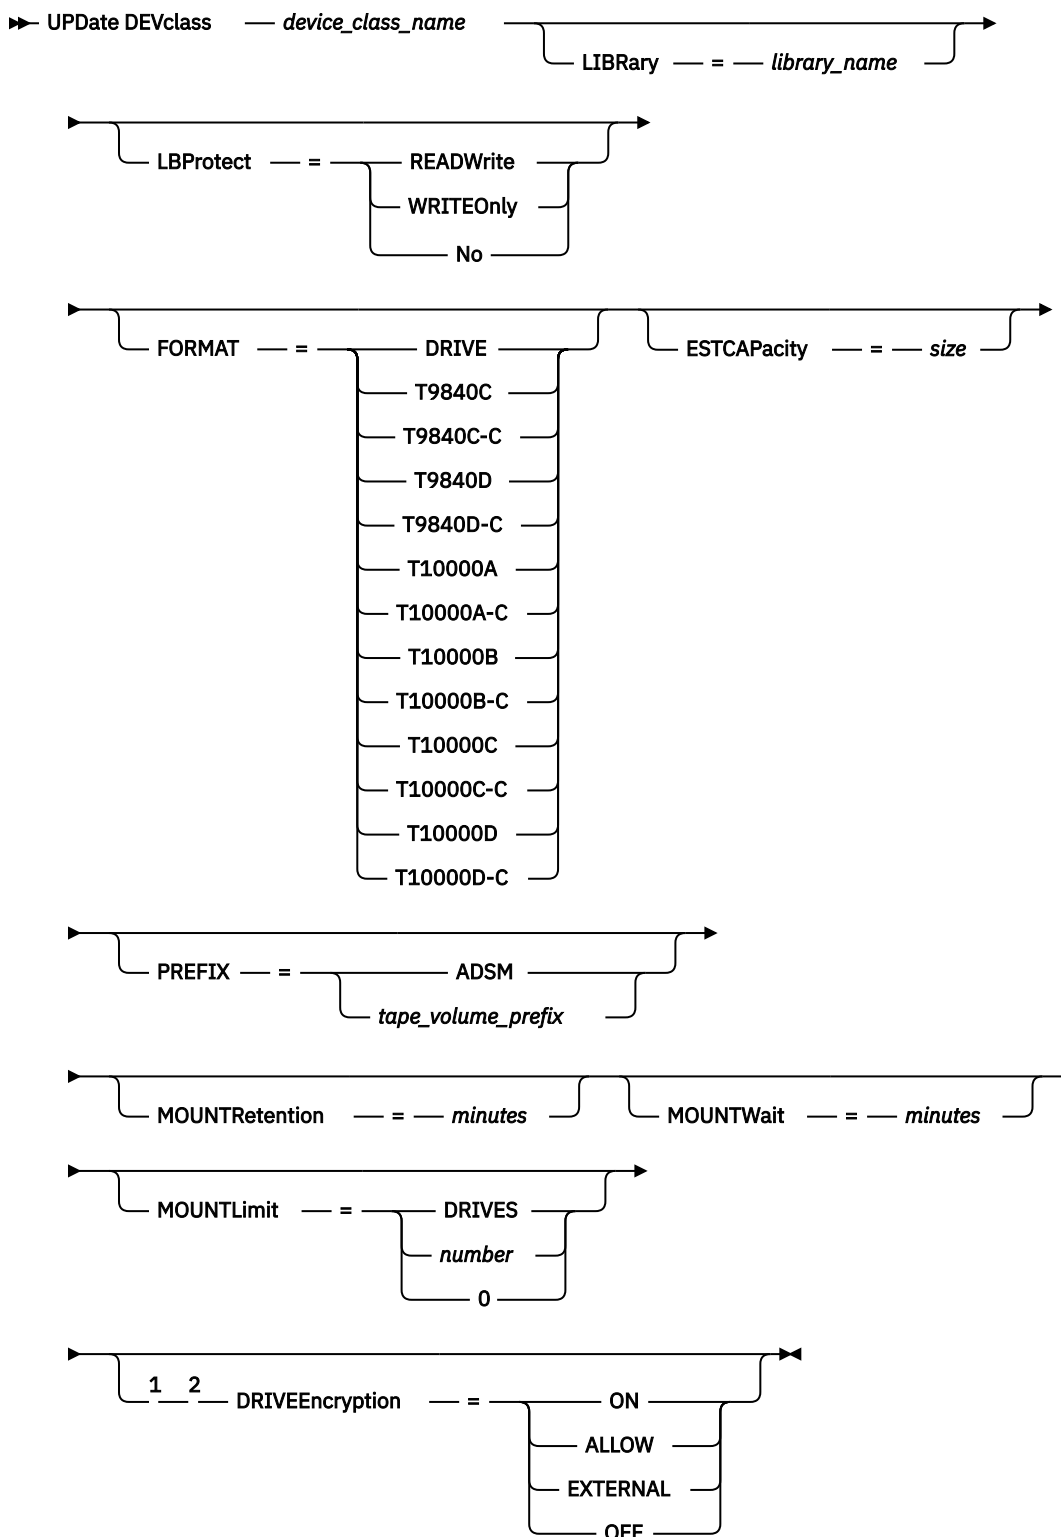 UPDate DEVclass device_class_name
LIBRary = library_name
LBProtect = READWrite
WRITEOnly
No
FORMAT = DRIVE ESTCAPacity = size
T9840C
T9840C-C
T9840D
T9840D-C
T10000A
T10000A-C
T10000B
T10000B-C
T10000C
T10000C-C
T10000D
T10000D-C
PREFIX = ADSM
tape_volume_prefix
MOUNTRetention = minutes MOUNTWait = minutes
MOUNTLimit = DRIVES
number
0
1 2 DRIVEEncryption = ON
ALLOW
EXTERNAL
OFF